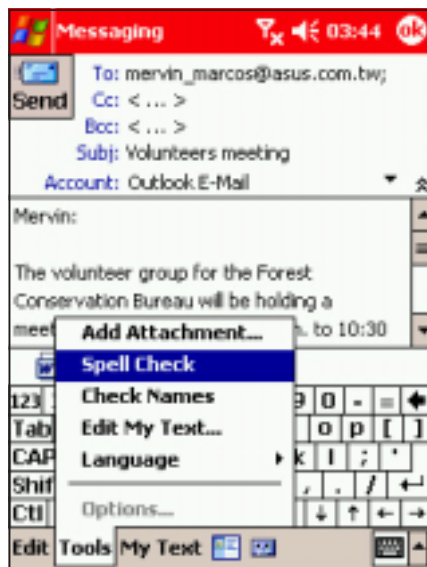 Messaging 03:44 ok
Send
To: mervin_marcos@asus.com.tw;
Cc: < ... >
Bcc: < ... >
Subj: Volunteers meeting
Account: Outlook E-Mail
Mervin:
The volunteer group for the Forest
Conservation Bureau will be holding a
meet to 10:30
Add Attachment...
Spell Check
Check Names
Edit My Text...
Language
Options...
123 9 0 - =
Tab o p [ ]
CAP k l ; '
Shif , . /
Ctl
Edit Tools My Text